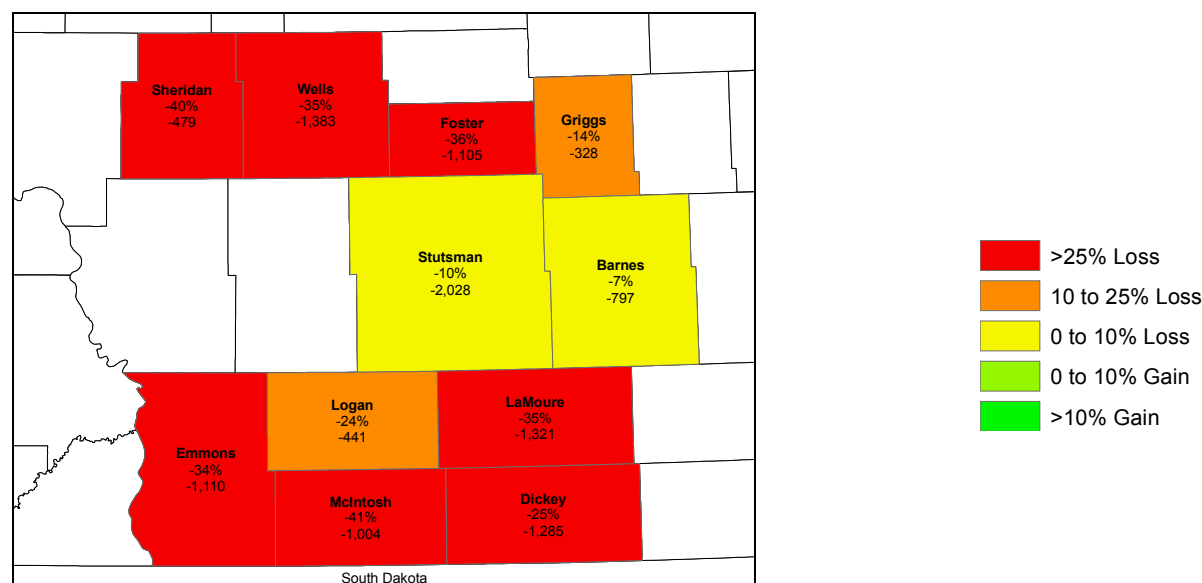 Sheridan
-40%
-479
Wells
-35%
-1,383
Foster
-36%
-1,105
Griggs
-14%
-328
Stutsman
-10%
-2,028
Barnes
-7%
-797
Emmons
-34%
-1,110
Logan
-24%
-441
LaMoure
-35%
-1,321
McIntosh
-41%
-1,004
Dickey
-25%
-1,285
South Dakota
>25% Loss
10 to 25% Loss
0 to 10% Loss
0 to 10% Gain
>10% Gain